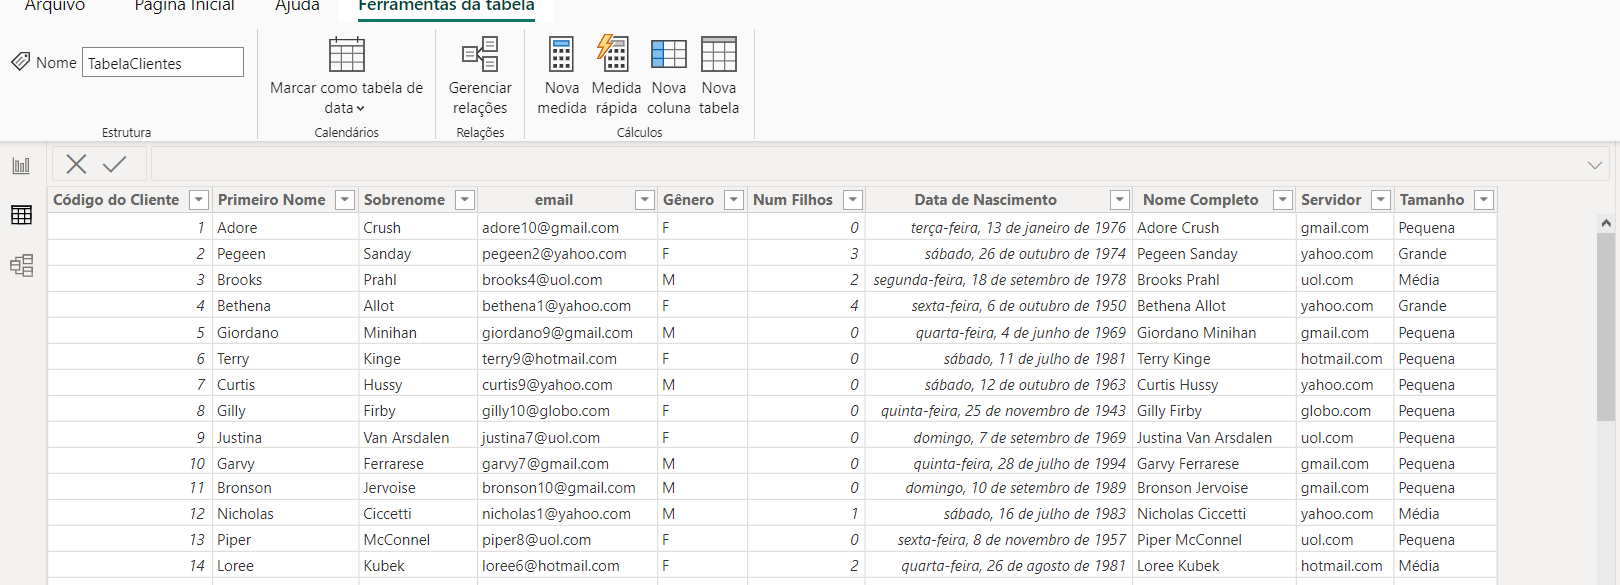 Arquivo Página Inicial Ajuda Ferramentas da tabela
Nome TabelaClientes
Marcar como tabela de data
Calendários
Estrutura
Gerenciar relações
Relações
Nova medida
Medida rápida
Nova coluna
Nova tabela
Cálculos
Código do Cliente Primeiro Nome Sobrenome email Gênero Num Filhos Data de Nascimento Nome Completo Servidor Tamanho
1 Adore Crush adore10@gmail.com F 0 terça-feira, 13 de janeiro de 1976 Adore Crush gmail.com Pequena
2 Pegeen Sanday pegeen2@yahoo.com F 3 sábado, 26 de outubro de 1974 Pegeen Sanday yahoo.com Grande
3 Brooks Prahl brooks4@uol.com M 2 segunda-feira, 18 de setembro de 1978 Brooks Prahl uol.com Média
4 Bethena Allot bethena1@yahoo.com F 4 sexta-feira, 6 de outubro de 1950 Bethena Allot yahoo.com Grande
5 Giordano Minihan giordano9@gmail.com M 0 quarta-feira, 4 de junho de 1969 Giordano Minihan gmail.com Pequena
6 Terry Kinge terry9@hotmail.com F 0 sábado, 11 de julho de 1981 Terry Kinge hotmail.com Pequena
7 Curtis Hussy curtis9@yahoo.com M 0 sábado, 12 de outubro de 1963 Curtis Hussy yahoo.com Pequena
8 Gilly Firby gilly10@globo.com F 0 quinta-feira, 25 de novembro de 1943 Gilly Firby globo.com Pequena
9 Justina Van Arsdalen justina7@uol.com F 0 domingo, 7 de setembro de 1969 Justina Van Arsdalen uol.com Pequena
10 Garvy Ferrarese garvy7@gmail.com M 0 quinta-feira, 28 de julho de 1994 Garvy Ferrarese gmail.com Pequena
11 Bronson Jervoise bronson10@gmail.com M 0 domingo, 10 de setembro de 1989 Bronson Jervoise gmail.com Pequena
12 Nicholas Ciccetti nicholas1@yahoo.com M 1 sábado, 16 de julho de 1983 Nicholas Ciccetti yahoo.com Média
13 Piper McConnel piper8@uol.com F 0 sexta-feira, 8 de novembro de 1957 Piper McConnel uol.com Pequena
14 Loree Kubek loree6@hotmail.com F 2 quarta-feira, 26 de agosto de 1981 Loree Kubek hotmail.com Média